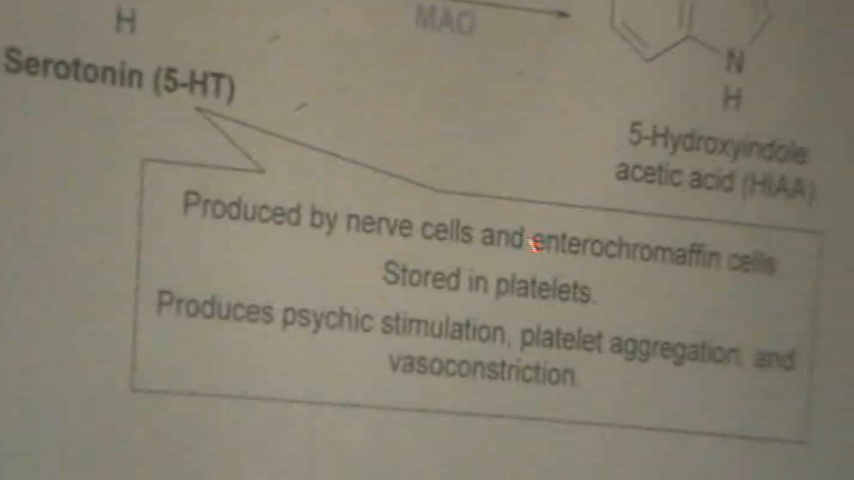 H
MAO
N
H
Serotonin (5-HT)
5-Hydroxyindole
acetic acid (HIAA)
Produced by nerve cells and enterochromaffin cells
Stored in platelets.
Produces psychic stimulation, platelet aggregation, and
vasoconstriction